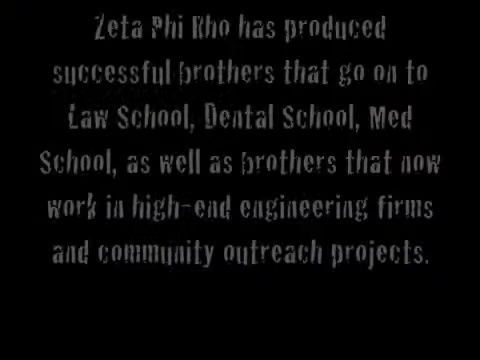 Zeta Phi Rho has produced
successful brothers that go on to
Law School, Dental School, Med
School, as well as brothers that now
work in high-end engineering firms
and community outreach projects.